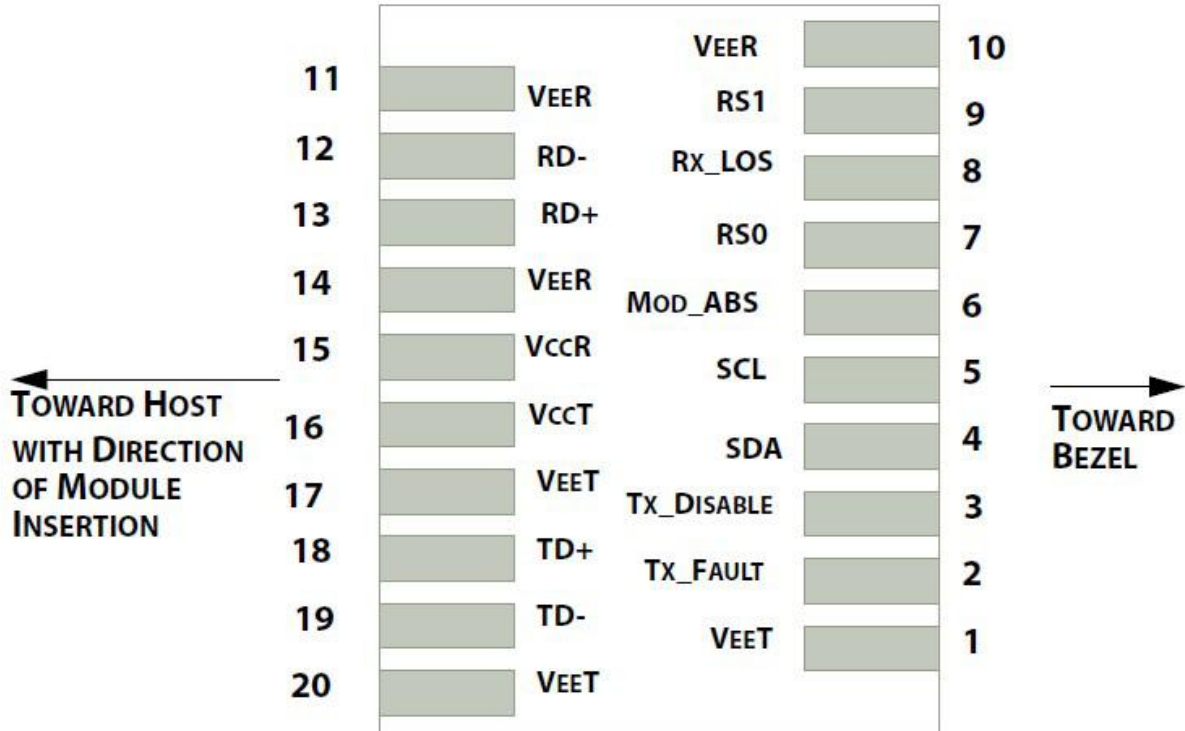 VEER 10
11 VEER
RS1 9
12 RD-
RX_LOS 8
13 RD+
RS0 7
14 VEER
MOD_ABS 6
15 VCCR
SCL 5
16 VCCT
SDA 4
17 VEET
TX_DISABLE 3
18 TD+
TX_FAULT 2
19 TD-
VEET 1
20 VEET
TOWARD HOST
WITH DIRECTION
OF MODULE
INSERTION
TOWARD
BEZEL